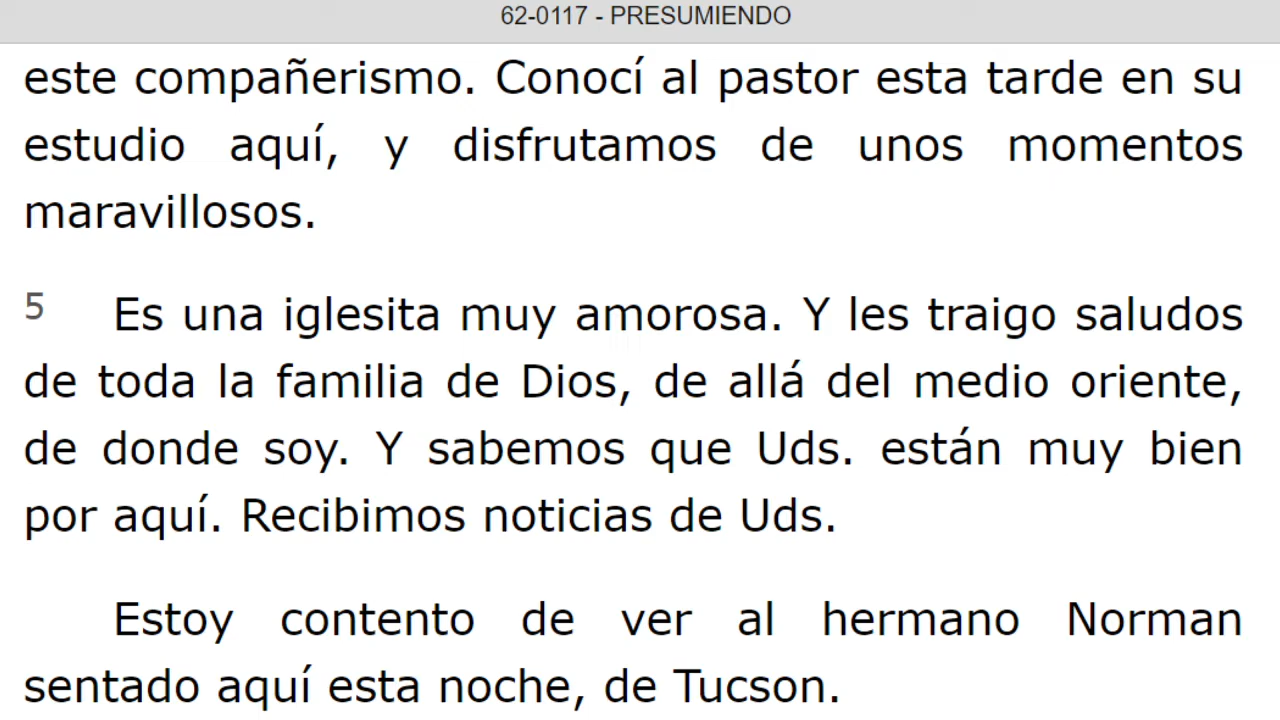 62-0117 - PRESUMIENDO
este compañerismo. Conocí al pastor esta tarde en su
estudio aquí, y disfrutamos de unos momentos
maravillosos.
5 Es una iglesita muy amorosa. Y les traigo saludos
de toda la familia de Dios, de allá del medio oriente,
de donde soy. Y sabemos que Uds. están muy bien
por aquí. Recibimos noticias de Uds.
Estoy contento de ver al hermano Norman
sentado aquí esta noche, de Tucson.